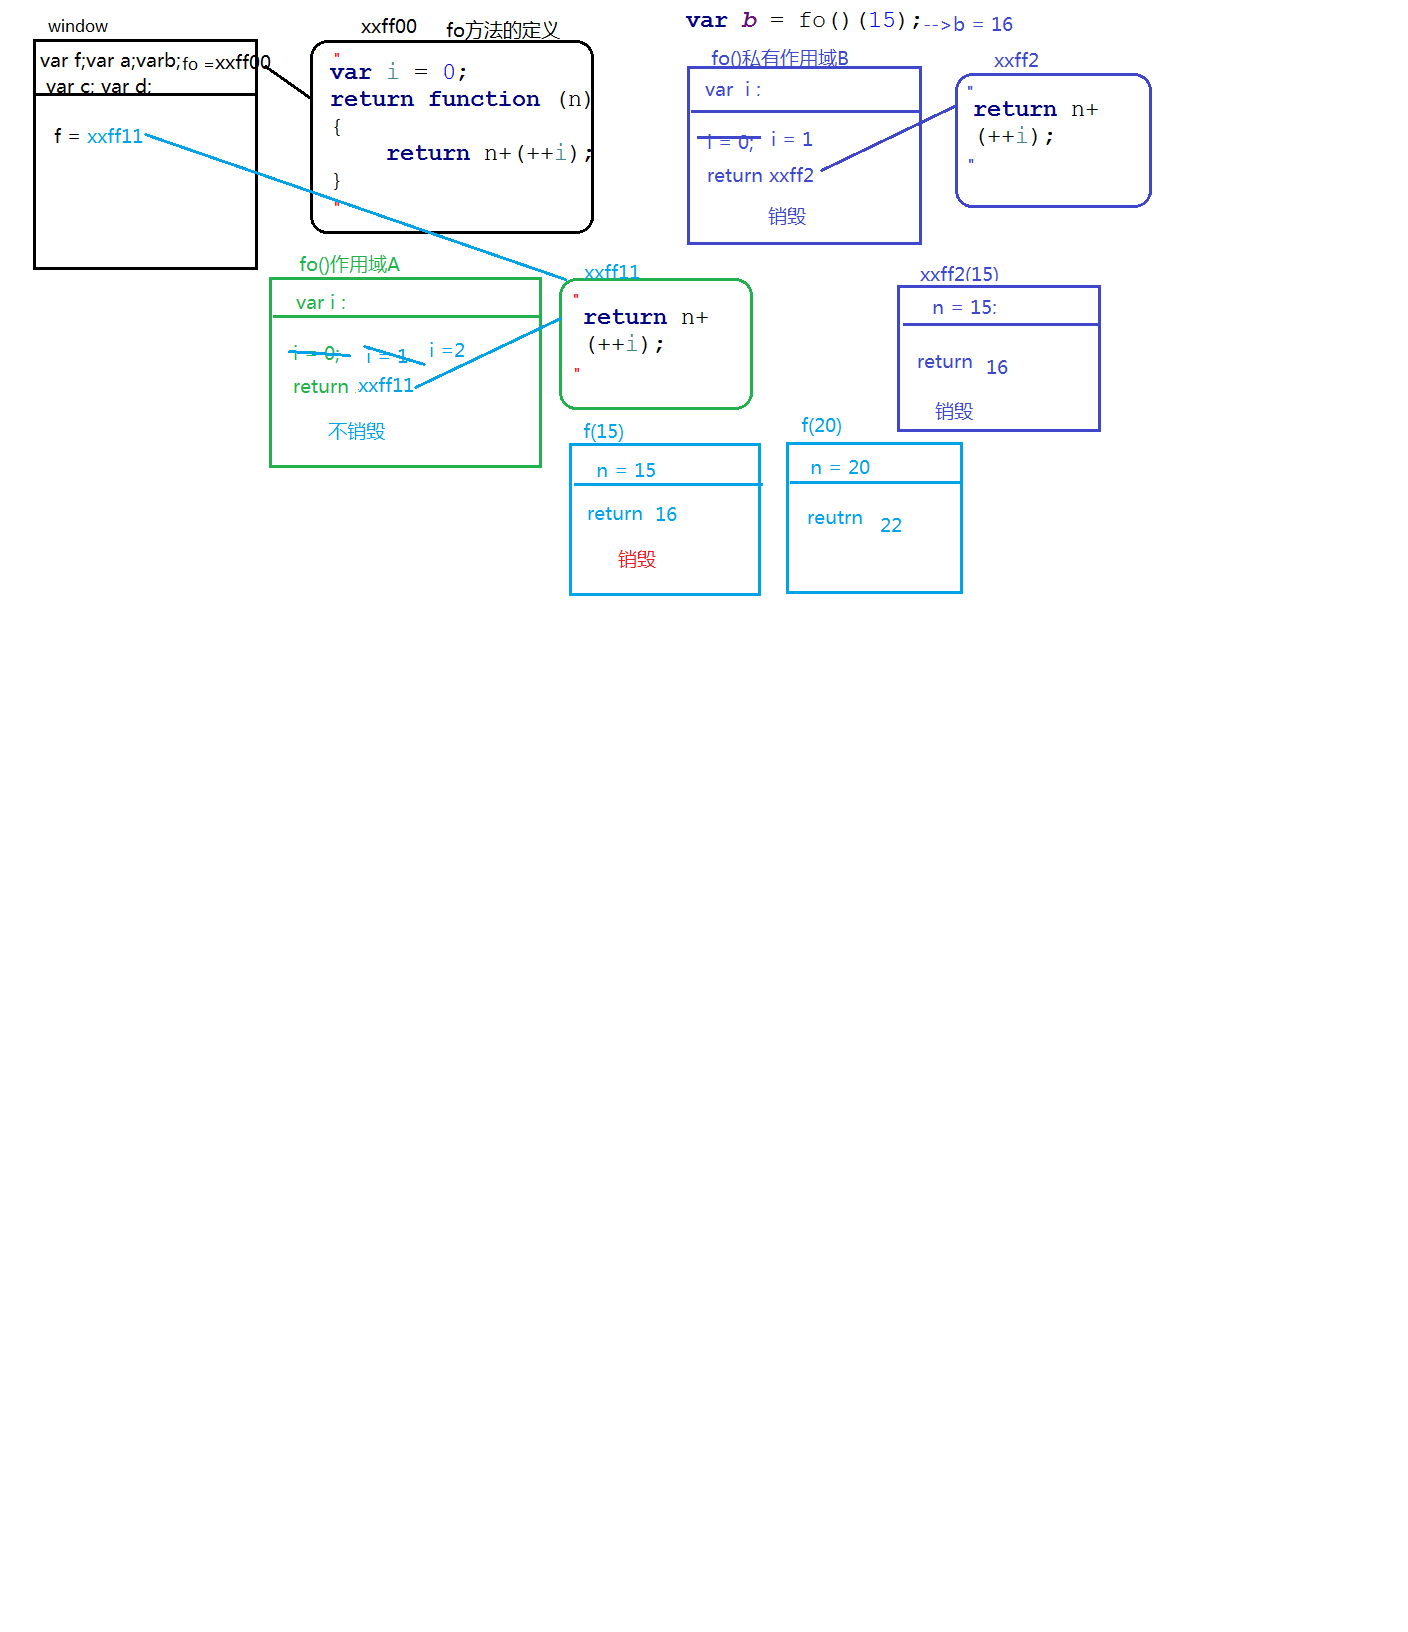 window
var f;var a;varb;fo =xxff00
var c; var d;
f = xxff11
xxff00 fo方法的定义
"
var i = 0;
return function (n)
{
return n+(++i);
}
"
var b = fo()(15);-->b = 16
fo()私有作用域B
var i :
i = 0; i = 1
return xxff2
销毁
xxff2
"
return n+
(++i);
"
fo()作用域A
var i :
i = 0; i = 1 i =2
return xxff11
不销毁
xxff11
"
return n+
(++i);
"
xxff2(15)
n = 15:
return 16
销毁
f(15)
n = 15
return 16
销毁
f(20)
n = 20
reutrn 22